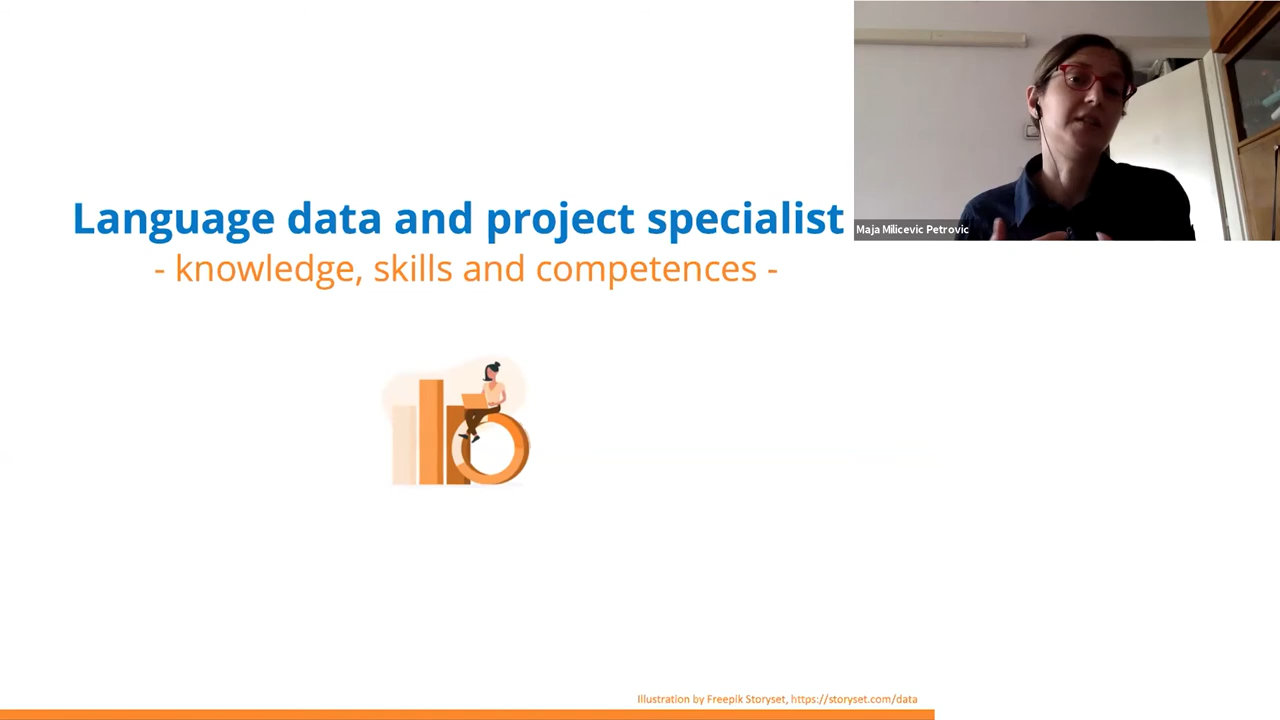 Language data and project specialist
- knowledge, skills and competences -
Maja Milicevic Petrovic
Illustration by Freepik Storyset, https://storyset.com/data